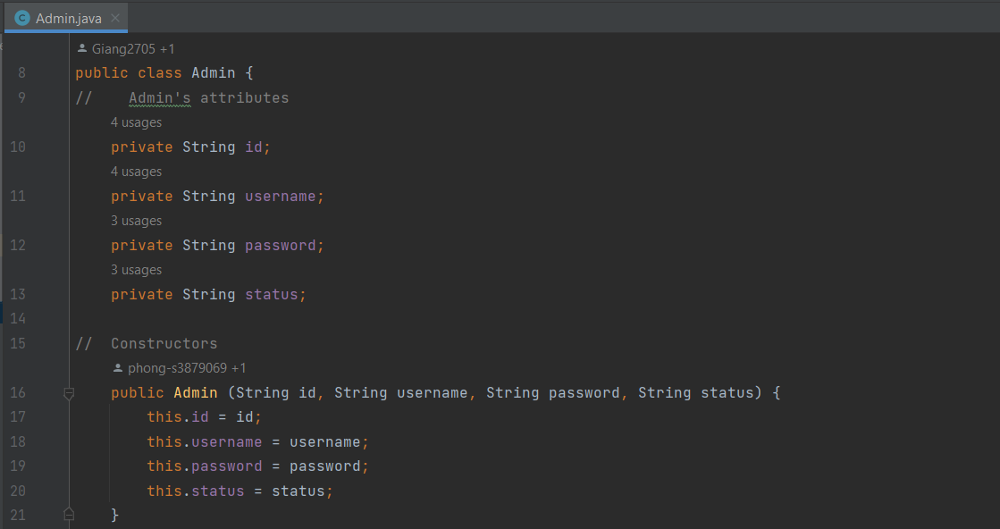 C Admin.java ×
Giang2705 +1
8 public class Admin {
9 // Admin's attributes
4 usages
10 private String id;
4 usages
11 private String username;
3 usages
12 private String password;
3 usages
13 private String status;
14
15 // Constructors
phong-s3879069 +1
16 public Admin (String id, String username, String password, String status) {
17 this.id = id;
18 this.username = username;
19 this.password = password;
20 this.status = status;
21 }